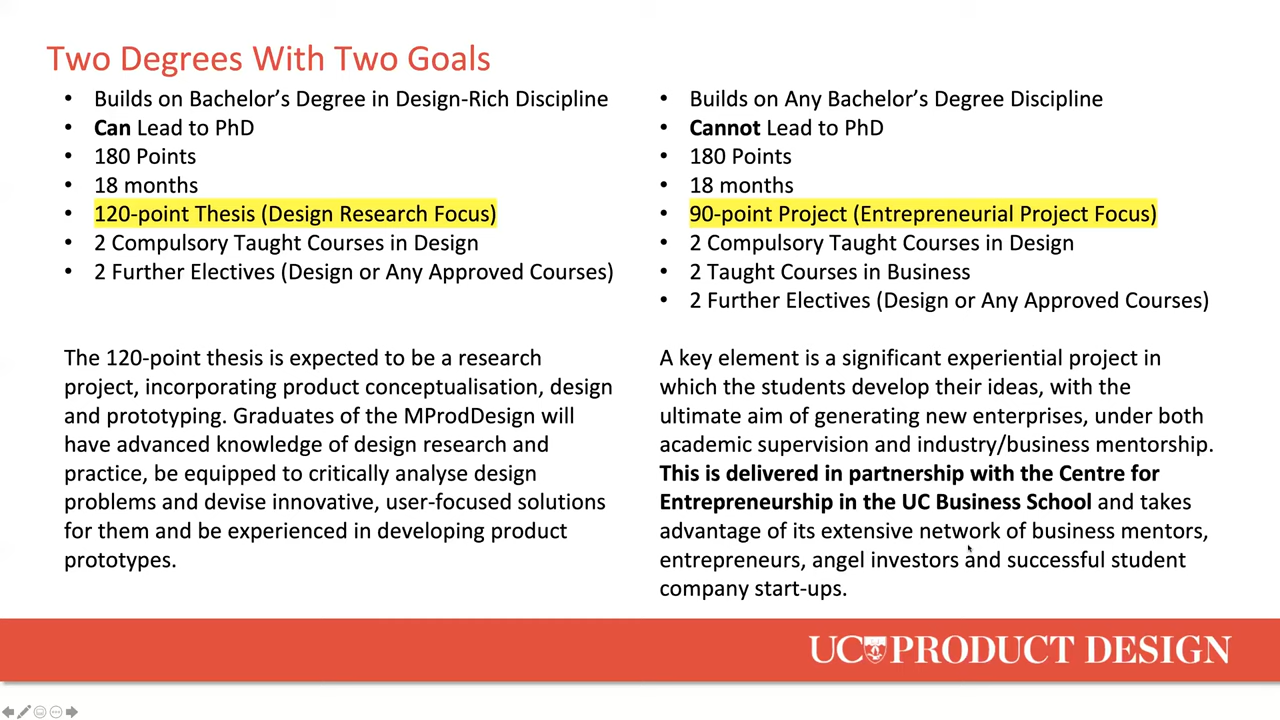 Two Degrees With Two Goals
• Builds on Bachelor's Degree in Design-Rich Discipline
• Can Lead to PhD
• 180 Points
• 18 months
• 120-point Thesis (Design Research Focus)
• 2 Compulsory Taught Courses in Design
• 2 Further Electives (Design or Any Approved Courses)
The 120-point thesis is expected to be a research
project, incorporating product conceptualisation, design
and prototyping. Graduates of the MProdDesign will
have advanced knowledge of design research and
practice, be equipped to critically analyse design
problems and devise innovative, user-focused solutions
for them and be experienced in developing product
prototypes.
• Builds on Any Bachelor's Degree Discipline
• Cannot Lead to PhD
• 180 Points
• 18 months
• 90-point Project (Entrepreneurial Project Focus)
• 2 Compulsory Taught Courses in Design
• 2 Taught Courses in Business
• 2 Further Electives (Design or Any Approved Courses)
A key element is a significant experiential project in
which the students develop their ideas, with the
ultimate aim of generating new enterprises, under both
academic supervision and industry/business mentorship.
This is delivered in partnership with the Centre for
Entrepreneurship in the UC Business School and takes
advantage of its extensive network of business mentors,
entrepreneurs, angel investors and successful student
company start-ups.
UC PRODUCT DESIGN